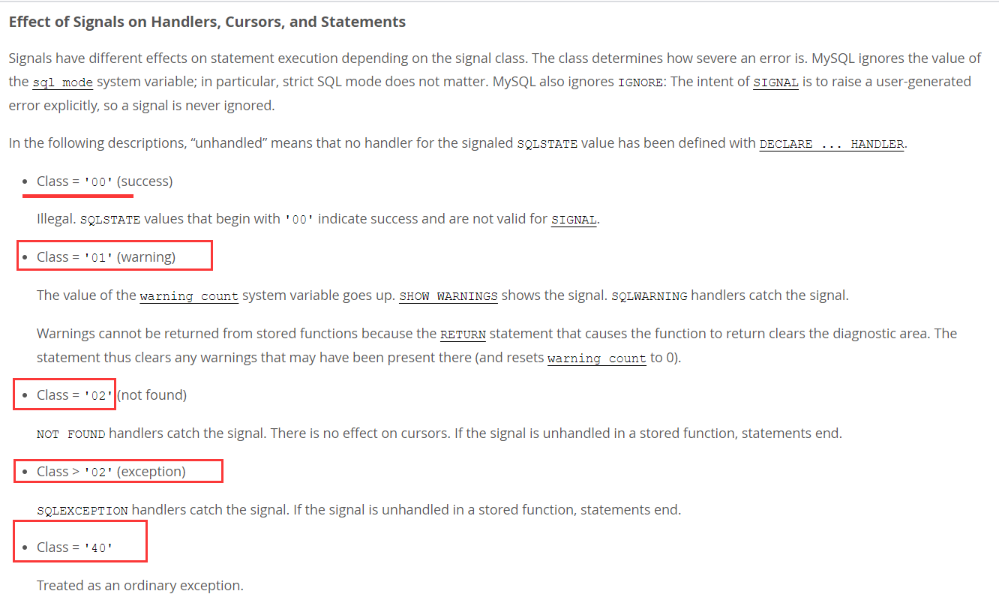 Effect of Signals on Handlers, Cursors, and Statements
Signals have different effects on statement execution depending on the signal class. The class determines how severe an error is. MySQL ignores the value of
the sql_mode system variable; in particular, strict SQL mode does not matter. MySQL also ignores IGNORE: The intent of SIGNAL is to raise a user-generated
error explicitly, so a signal is never ignored.
In the following descriptions, “unhandled” means that no handler for the signaled SQLSTATE value has been defined with DECLARE ... HANDLER.
• Class = '00' (success)
Illegal. SQLSTATE values that begin with '00' indicate success and are not valid for SIGNAL.
• Class = '01' (warning)
The value of the warning_count system variable goes up. SHOW WARNINGS shows the signal. SQLWARNING handlers catch the signal.
Warnings cannot be returned from stored functions because the RETURN statement that causes the function to return clears the diagnostic area. The
statement thus clears any warnings that may have been present there (and resets warning_count to 0).
• Class = '02' (not found)
NOT FOUND handlers catch the signal. There is no effect on cursors. If the signal is unhandled in a stored function, statements end.
• Class > '02' (exception)
SQLEXCEPTION handlers catch the signal. If the signal is unhandled in a stored function, statements end.
• Class = '40'
Treated as an ordinary exception.